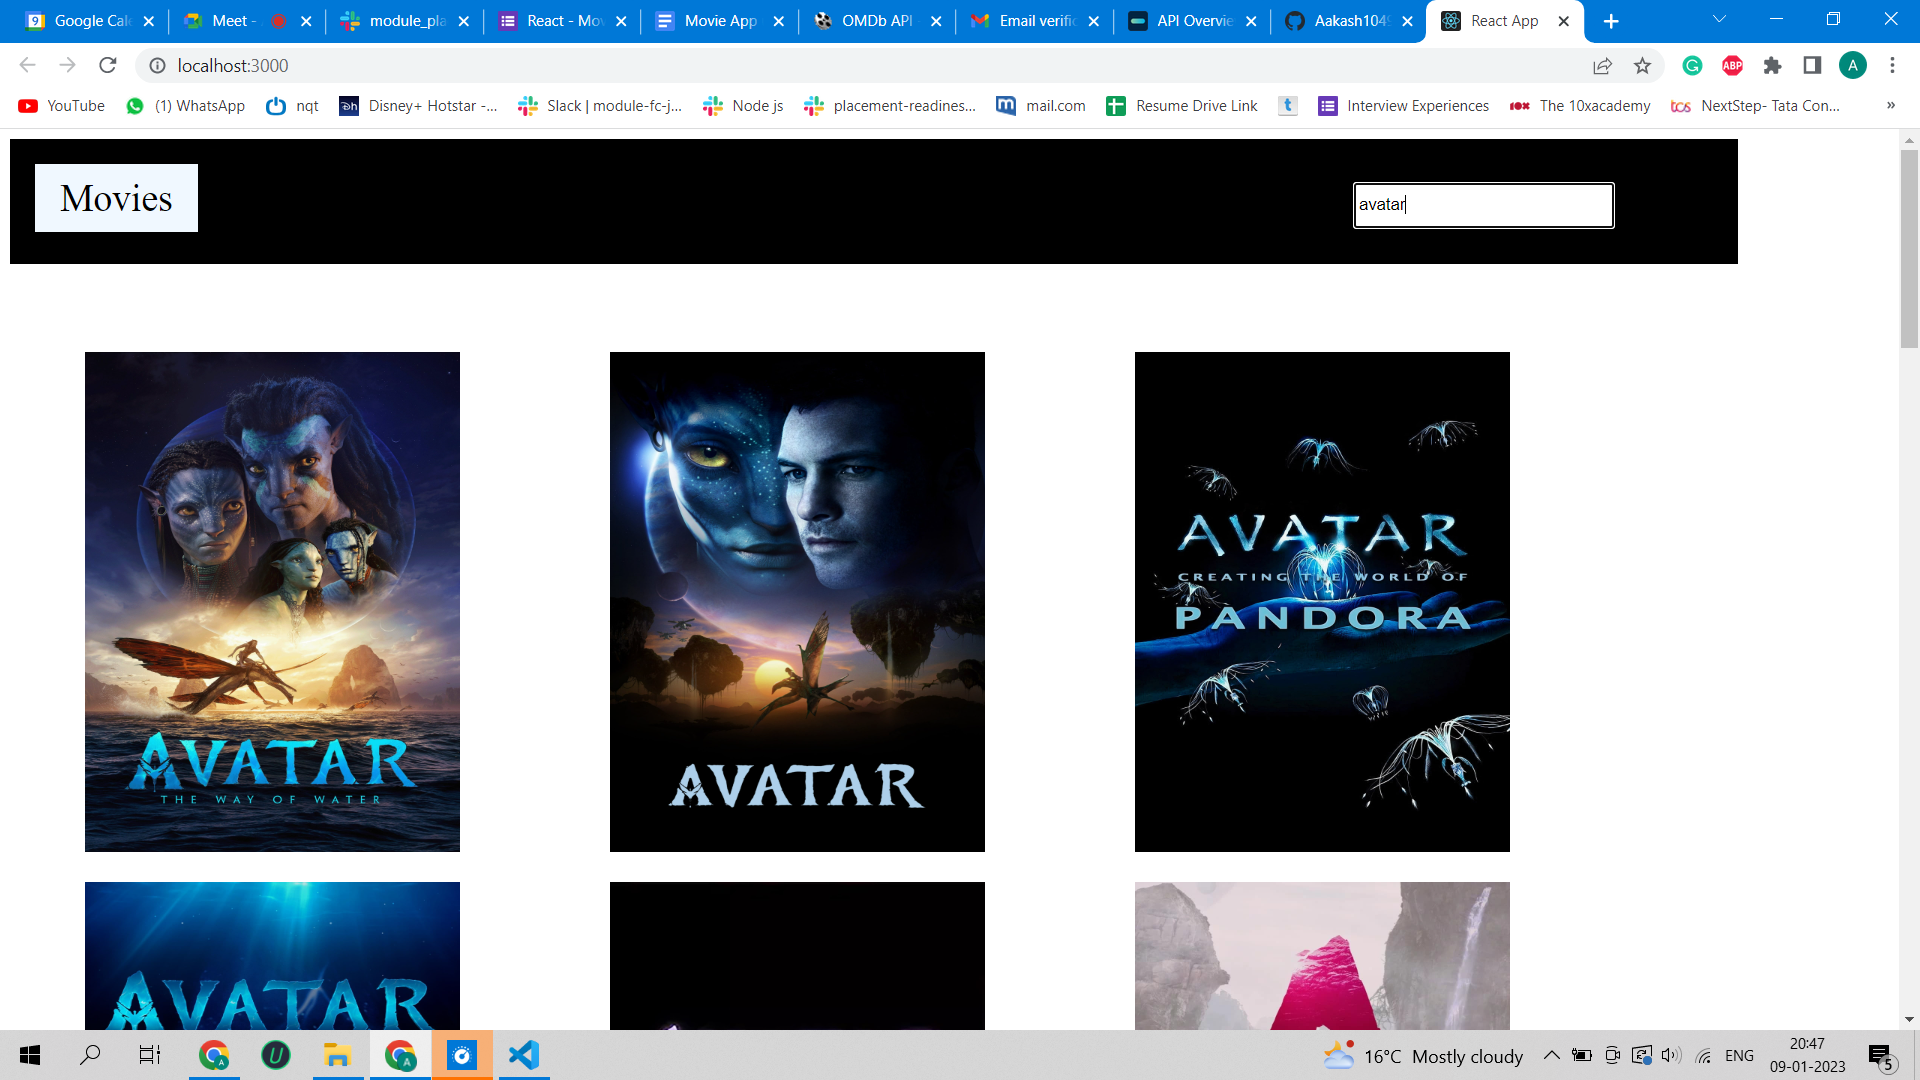 Google Cale
Meet -
module_pla
React - Mov
Movie App
OMDb API
Email verific
API Overvie
Aakash1049
React App
localhost:3000
ABP
A
YouTube
(1) WhatsApp
nqt
Disney+ Hotstar -...
Slack | module-fc-j...
Node js
placement-readines...
mail.com
Resume Drive Link
Interview Experiences
The 10xacademy
NextStep- Tata Con...
»
Movies
avatar
AVATAR
THE WAY OF WATER
AVATAR
AVATAR
CREATING THE WORLD OF
PANDORA
AVATAR
16°C Mostly cloudy
ENG
20:47
09-01-2023
5